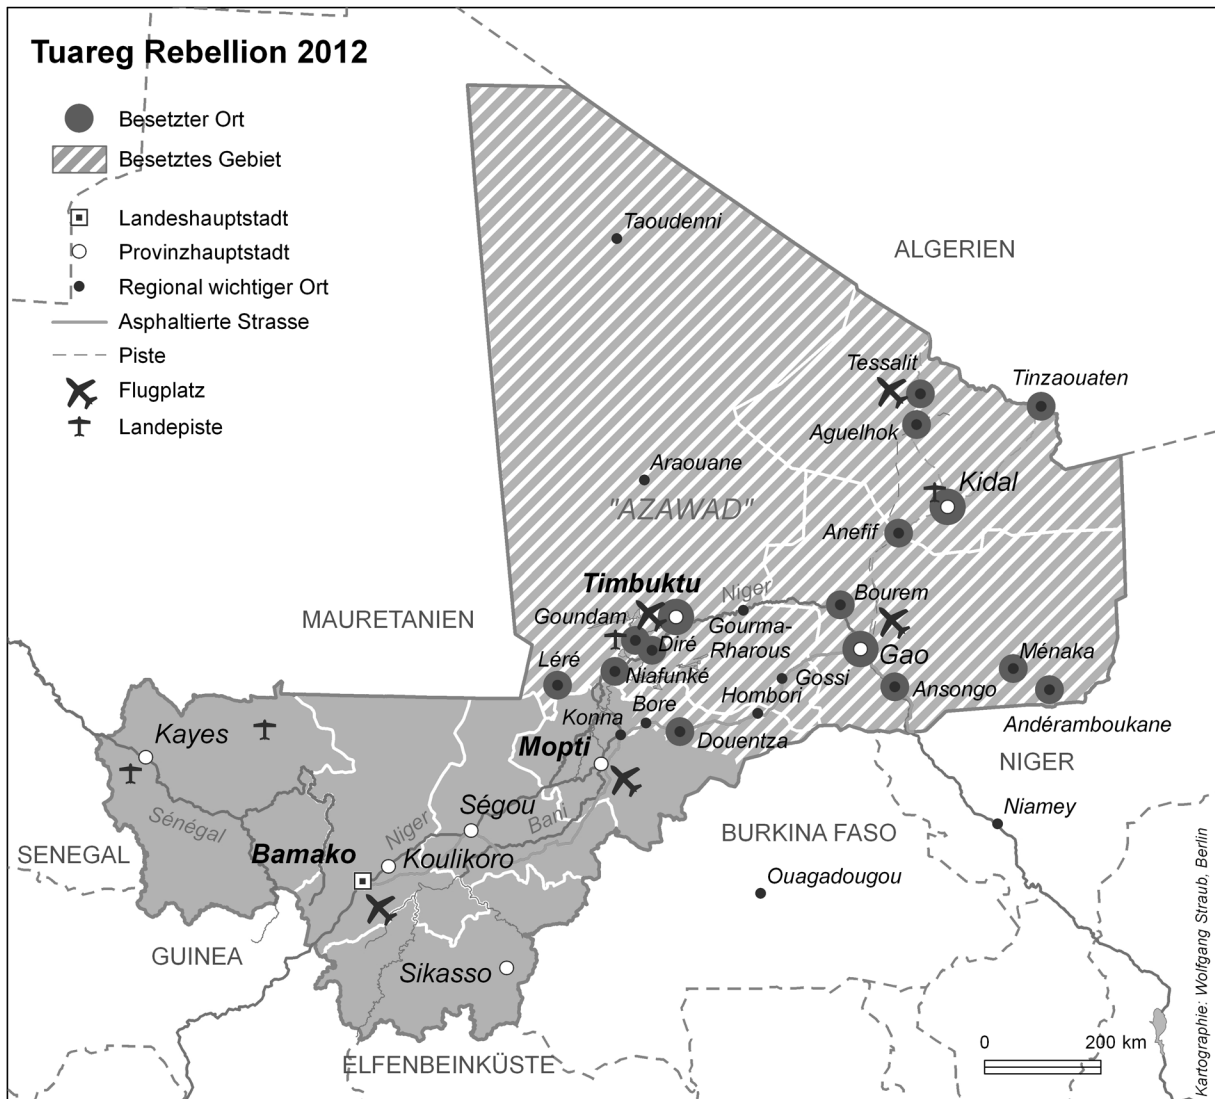 Tuareg Rebellion 2012
Besetzter Ort
Besetztes Gebiet
Landeshauptstadt
Provinzhauptstadt
Regional wichtiger Ort
Asphaltierte Strasse
Piste
Flugplatz
Landepiste
Taoudenni
ALGERIEN
Tessalit
Tinzaouaten
Aguelhok
Araouane
Kidal
"AZAWAD"
Anefif
Timbuktu
Niger
Bourem
MAURETANIEN
Goundam
Gourma-
Rharous
Diré
Gao
Ménaka
Léré
Niafunké
Gossi
Ansongo
Hombori
Bore
Konna
Andéramboukane
Kayes
Mopti
Douentza
NIGER
Ségou
Niamey
Sénégal
Niger
Bani
BURKINA FASO
SENEGAL
Bamako
Koulikoro
Ouagadougou
GUINEA
Sikasso
ELFENBEINKÜSTE
0
200 km
Kartographie: Wolfgang Straub, Berlin